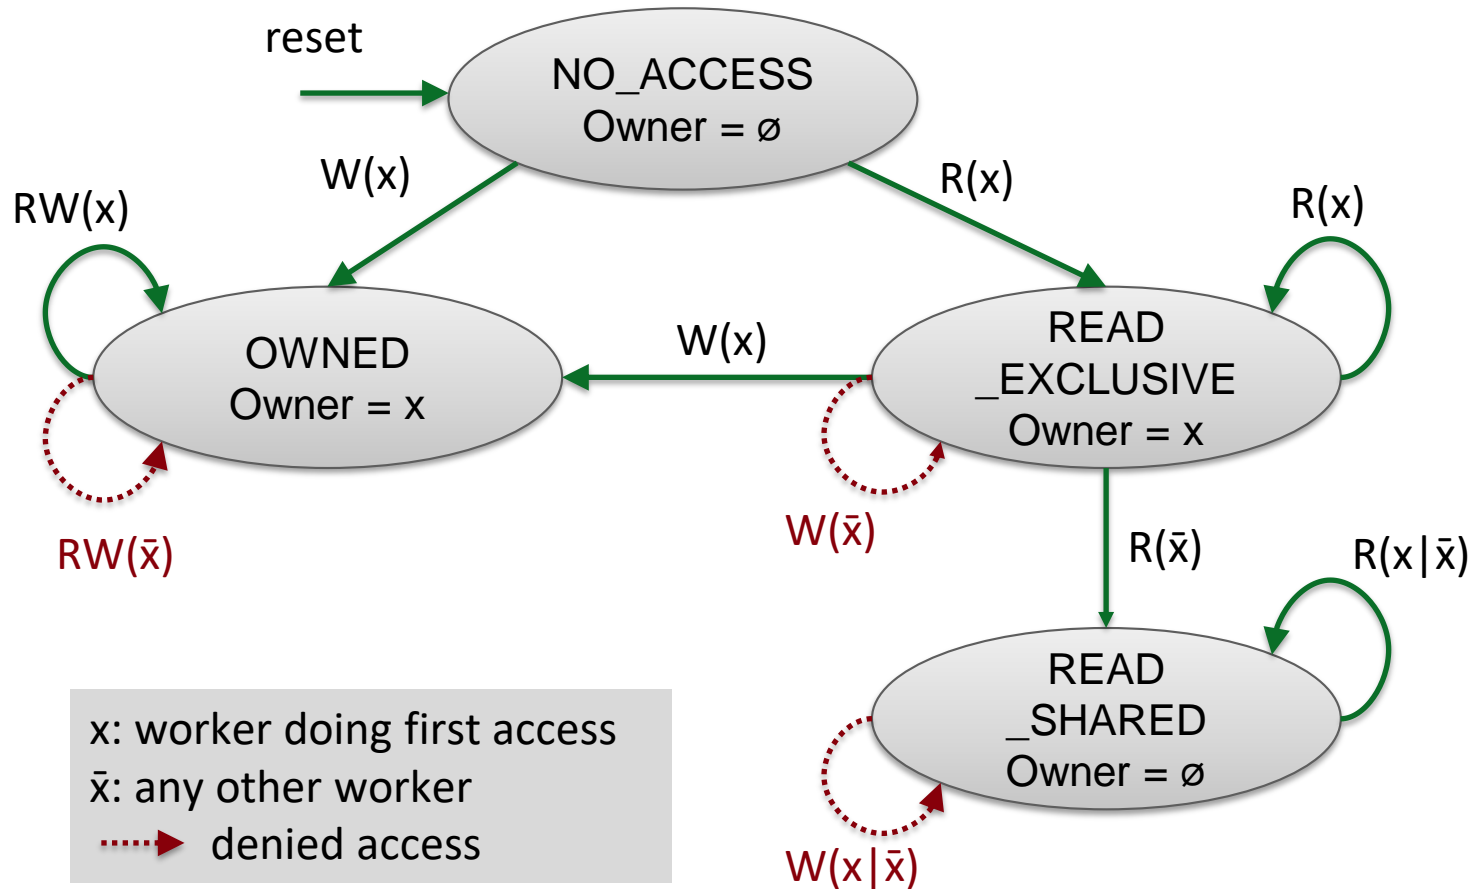 reset
NO_ACCESS
Owner = ø
W(x)
R(x)
RW(x)
R(x)
OWNED
Owner = x
W(x)
READ
_EXCLUSIVE
Owner = x
RW(x̄)
W(x̄)
R(x̄)
R(x|x̄)
READ
_SHARED
Owner = ø
W(x|x̄)
x: worker doing first access
x̄: any other worker
denied access